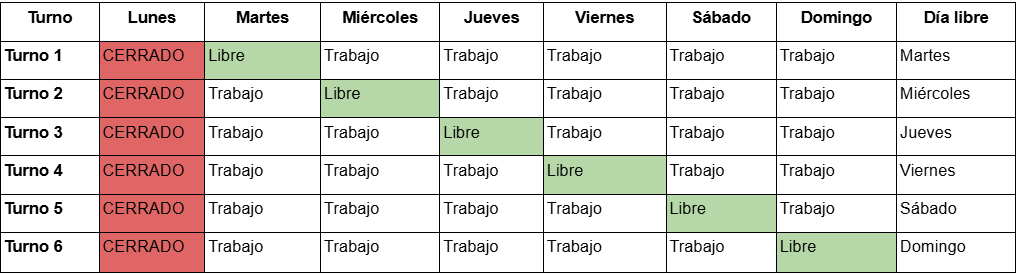 Turno Lunes Martes Miércoles Jueves Viernes Sábado Domingo Día libre
Turno 1 CERRADO Libre Trabajo Trabajo Trabajo Trabajo Trabajo Martes
Turno 2 CERRADO Trabajo Libre Trabajo Trabajo Trabajo Trabajo Miércoles
Turno 3 CERRADO Trabajo Trabajo Libre Trabajo Trabajo Trabajo Jueves
Turno 4 CERRADO Trabajo Trabajo Trabajo Libre Trabajo Trabajo Viernes
Turno 5 CERRADO Trabajo Trabajo Trabajo Trabajo Libre Trabajo Sábado
Turno 6 CERRADO Trabajo Trabajo Trabajo Trabajo Trabajo Libre Domingo